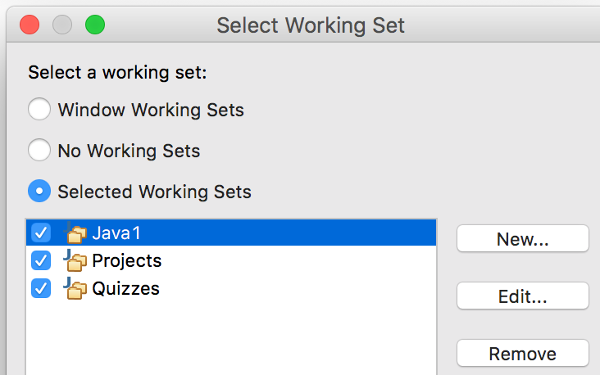 Select Working Set
Select a working set:
Window Working Sets
No Working Sets
Selected Working Sets
Java1
Projects
Quizzes
New...
Edit...
Remove